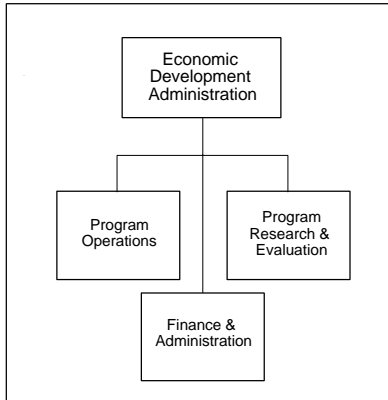 Economic
Development
Administration
Program
Operations
Program
Research &
Evaluation
Finance &
Administration